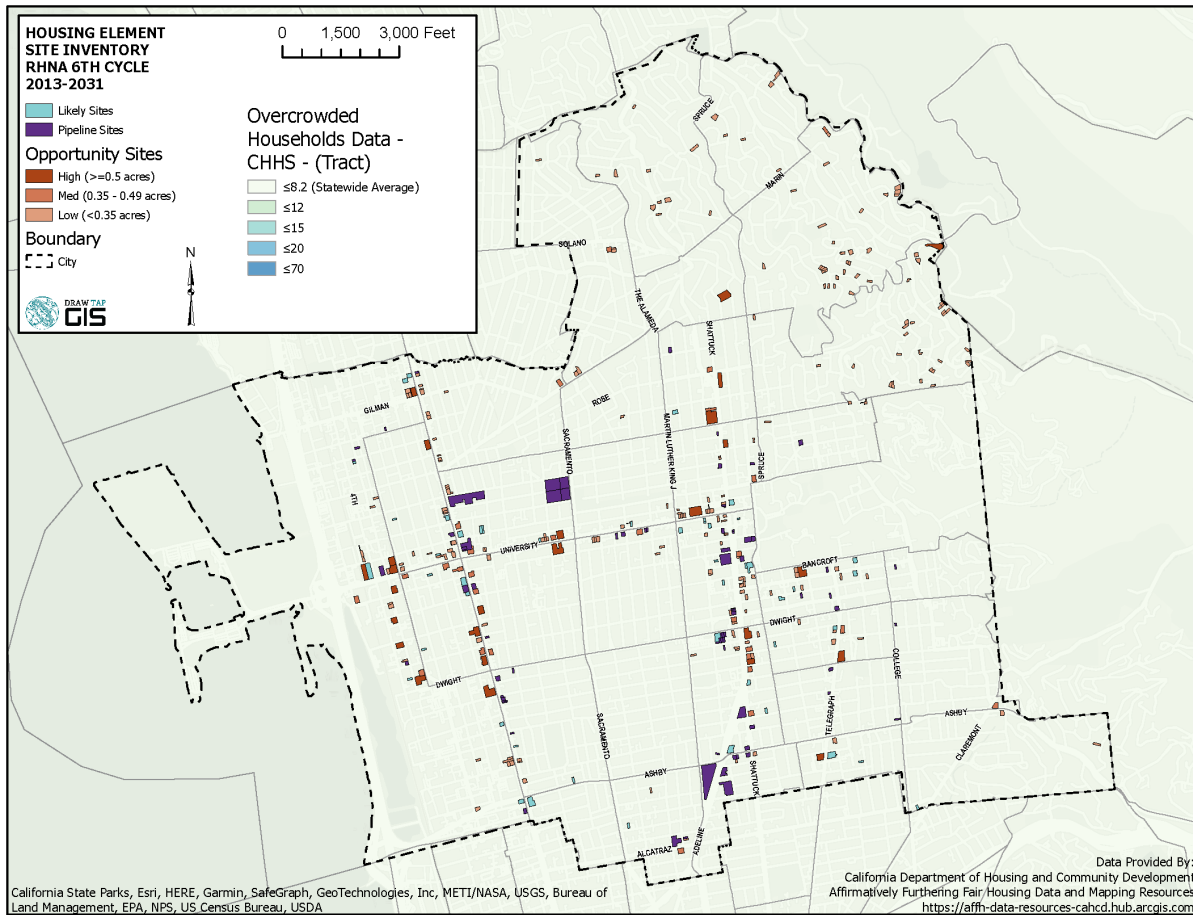 HOUSING ELEMENT
SITE INVENTORY
RHNA 6TH CYCLE
2013-2031
0 1,500 3,000 Feet
Likely Sites
Pipeline Sites
Opportunity Sites
High (>=0.5 acres)
Med (0.35 - 0.49 acres)
Low (<0.35 acres)
Boundary
City
Overcrowded
Households Data -
CHHS - (Tract)
≤8.2 (Statewide Average)
≤12
≤15
≤20
≤70
N
DRAW TAP
GIS
SPRUCE
MARIN
SOLANO
THE ALAMEDA
SHATTUCK
GILMAN
ROSE
SACRAMENTO
MARTIN LUTHER KING J
SPRUCE
4TH
UNIVERSITY
BANCROFT
DWIGHT
DWIGHT
COLLEGE
TELEGRAPH
SACRAMENTO
ASHBY
CLAREMONT
ASHBY
SHATTUCK
ADELINE
ALCATRAZ
California State Parks, Esri, HERE, Garmin, SafeGraph, GeoTechnologies, Inc, METI/NASA, USGS, Bureau of
Land Management, EPA, NPS, US Census Bureau, USDA
Data Provided By:
California Department of Housing and Community Development
Affirmatively Furthering Fair Housing Data and Mapping Resources
https://affh-data-resources-cahcd.hub.arcgis.com